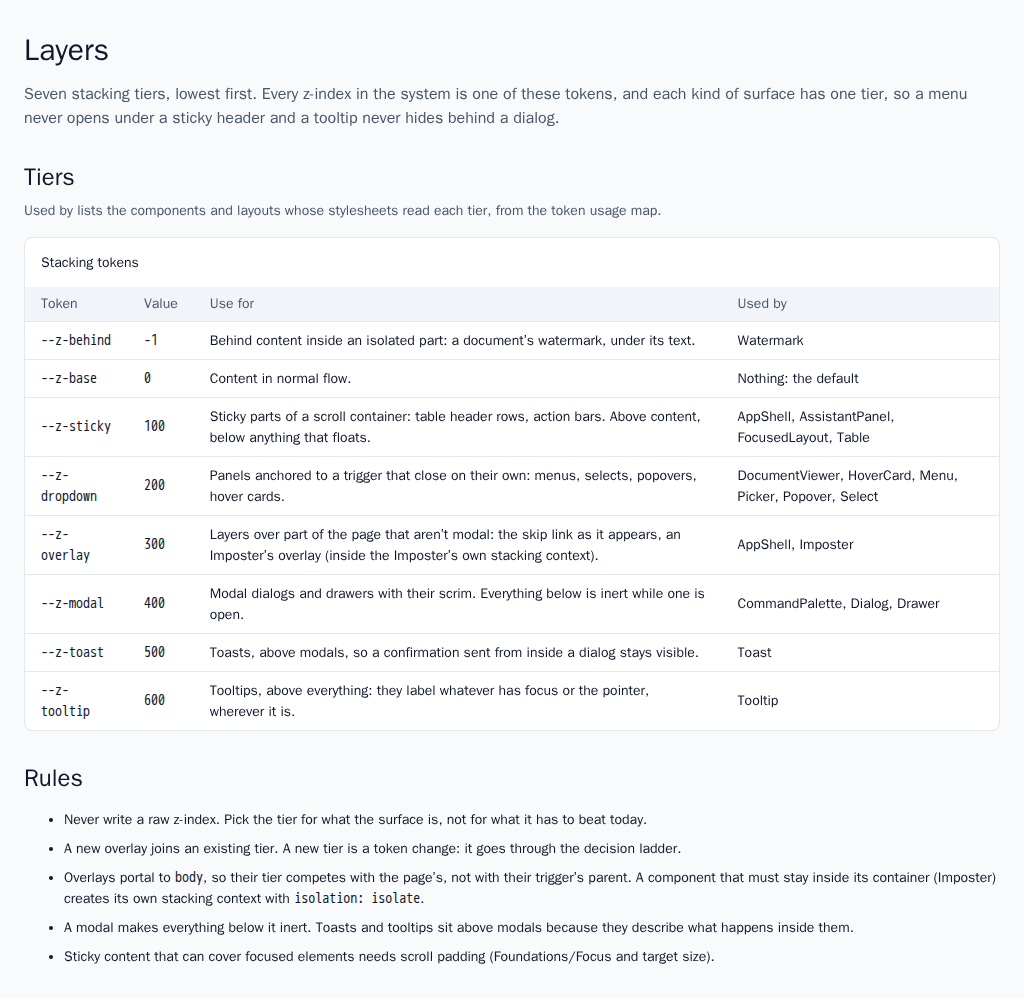 Layers
Seven stacking tiers, lowest first. Every z-index in the system is one of these tokens, and each kind of surface has one tier, so a menu
never opens under a sticky header and a tooltip never hides behind a dialog.
Tiers
Used by lists the components and layouts whose stylesheets read each tier, from the token usage map.
Stacking tokens
Token Value Use for Used by
--z-behind -1 Behind content inside an isolated part: a document's watermark, under its text. Watermark
--z-base 0 Content in normal flow. Nothing: the default
--z-sticky 100 Sticky parts of a scroll container: table header rows, action bars. Above content,
below anything that floats.
AppShell, AssistantPanel,
FocusedLayout, Table
--z-
dropdown
200
Panels anchored to a trigger that close on their own: menus, selects, popovers,
hover cards.
DocumentViewer, HoverCard, Menu,
Picker, Popover, Select
--z-
overlay
300
Layers over part of the page that aren't modal: the skip link as it appears, an
Imposter's overlay (inside the Imposter's own stacking context).
AppShell, Imposter
--z-modal 400
Modal dialogs and drawers with their scrim. Everything below is inert while one is
open.
CommandPalette, Dialog, Drawer
--z-toast 500 Toasts, above modals, so a confirmation sent from inside a dialog stays visible. Toast
--z-
tooltip
600
Tooltips, above everything: they label whatever has focus or the pointer,
wherever it is.
Tooltip
Rules
• Never write a raw z-index. Pick the tier for what the surface is, not for what it has to beat today.
• A new overlay joins an existing tier. A new tier is a token change: it goes through the decision ladder.
• Overlays portal to body, so their tier competes with the page's, not with their trigger's parent. A component that must stay inside its container (Imposter)
creates its own stacking context with isolation: isolate.
• A modal makes everything below it inert. Toasts and tooltips sit above modals because they describe what happens inside them.
• Sticky content that can cover focused elements needs scroll padding (Foundations/Focus and target size).